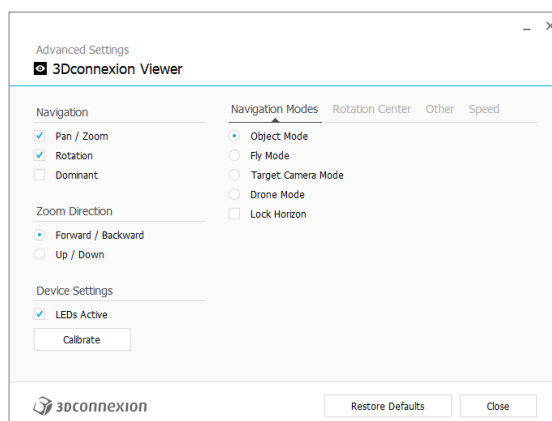 Advanced Settings
3Dconnexion Viewer
Navigation
Pan / Zoom
Rotation
Dominant
Zoom Direction
Forward / Backward
Up / Down
Device Settings
LEDs Active
Calibrate
Navigation Modes Rotation Center Other Speed
Object Mode
Fly Mode
Target Camera Mode
Drone Mode
Lock Horizon
3Dconnexion
Restore Defaults Close